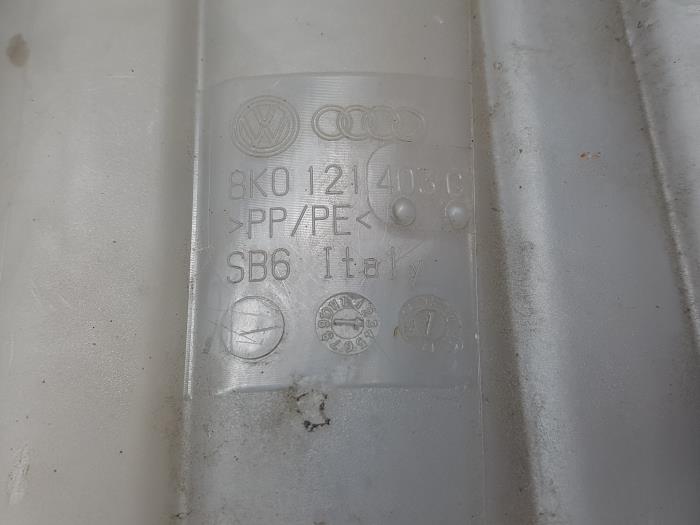 8K0 121 403 C
>PP/PE<
SB6 Italy